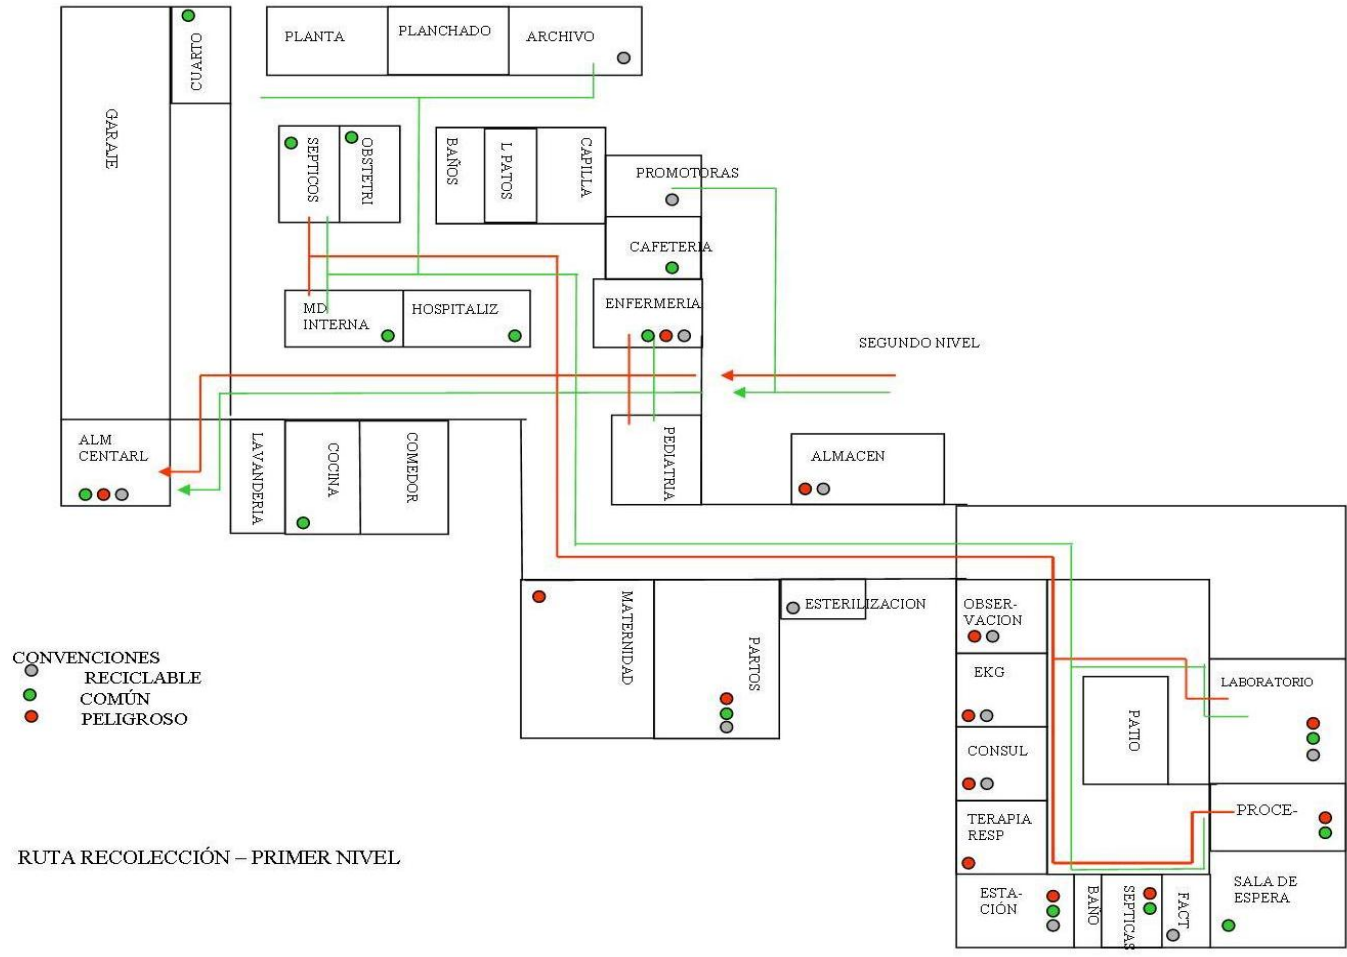 PLANTA
PLANCHADO
ARCHIVO
CUARTO
GARAJE
SEPTICOS
OBSTETRI
BAÑOS
L PATOS
CAPILLA
PROMOTORAS
CAFETERIA
MD
INTERNA
HOSPITALIZ
ENFERMERIA
SEGUNDO NIVEL
ALM
CENTARL
LAVANDERIA
COCINA
COMEDOR
PEDIATRIA
ALMACEN
MATERNIDAD
PARTOS
ESTERILIZACION
OBSER-
VACION
EKG
CONSUL
TERAPIA
RESP
PATIO
LABORATORIO
PROCE-
ESTA-
CIÓN
BAÑO
SEPTICAS
FACT
SALA DE
ESPERA
CONVENCIONES
RECICLABLE
COMÚN
PELIGROSO
RUTA RECOLECCIÓN – PRIMER NIVEL